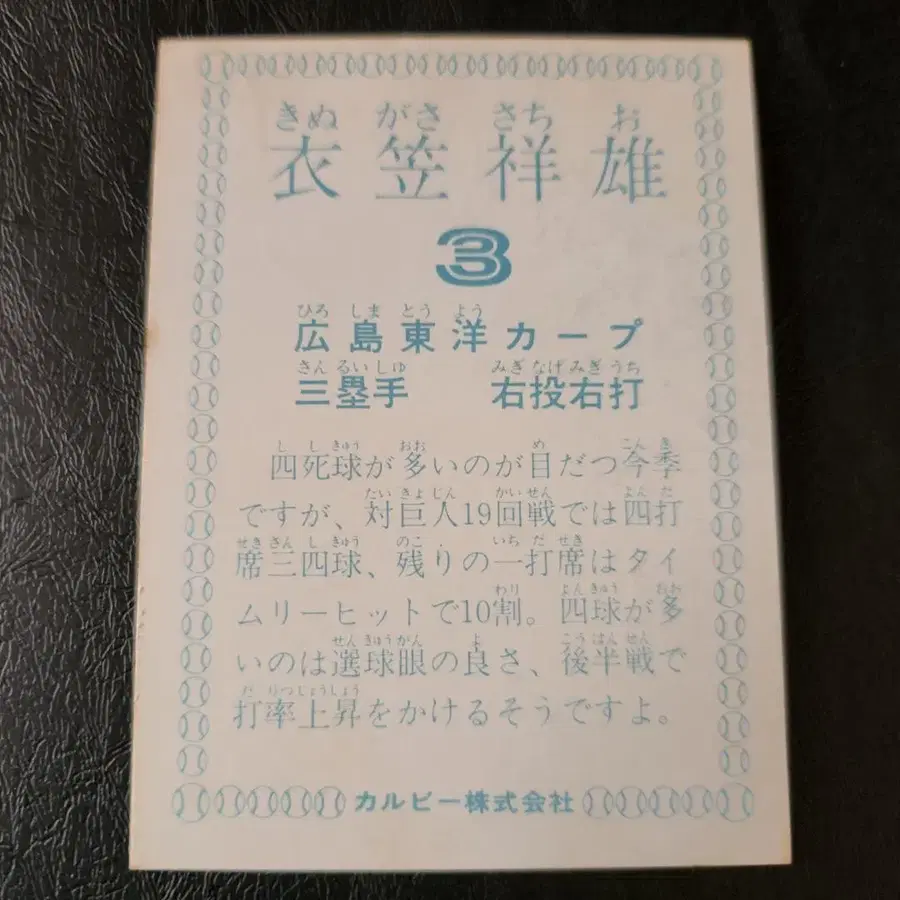 きぬ がさ さち お
衣笠祥雄
3
ひろ しま とう よう
広島東洋カープ
さん るい しゅ みぎ なげ みぎ うち
三塁手 右投右打
し し きゅう おお め こん き
四死球が多いのが目だつ今季
たい きょ じん かい せん よん だ
ですが、対巨人19回戦では四打
せき さん し きゅう のこ いち だ せき
席三四球、残りの一打席はタイ
わり よん きゅう おお
ムリーヒットで10割。四球が多
せん きゅう がん よ こう はん せん
いのは選球眼の良さ、後半戦で
だ りつ じょう しょう
打率上昇をかけるそうですよ。
カルビー株式会社